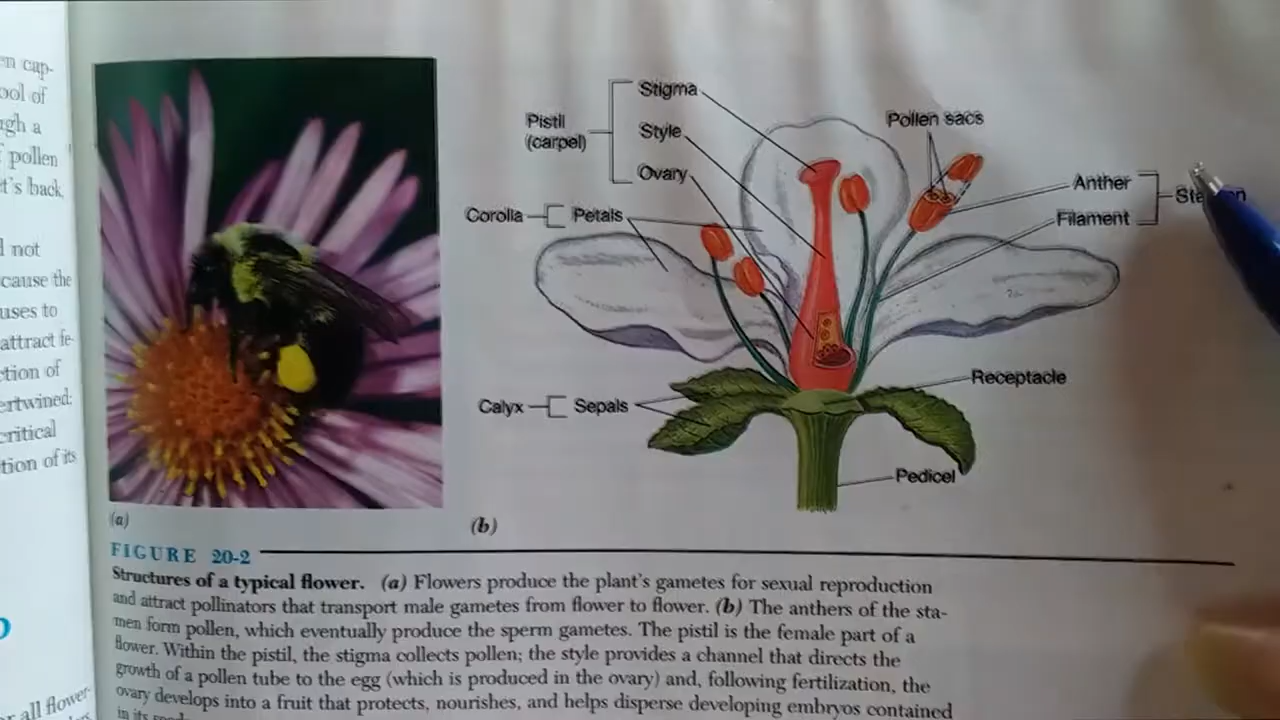 en cap-
ool of
ugh a
f pollen
t's back,
d not
cause the
uses to
attract fe-
ction of
ertwined:
critical
tion of its
r all flower-
Stigma
Style
Ovary
Pistil
(carpel)
Corolla
Petals
Pollen sacs
Anther
Filament
Receptacle
Calyx
Sepals
Pedicel
(a)
(b)
FIGURE 20-2
Structures of a typical flower. (a) Flowers produce the plant's gametes for sexual reproduction
and attract pollinators that transport male gametes from flower to flower. (b) The anthers of the sta-
men form pollen, which eventually produce the sperm gametes. The pistil is the female part of a
flower. Within the pistil, the stigma collects pollen; the style provides a channel that directs the
growth of a pollen tube to the egg (which is produced in the ovary) and, following fertilization, the
ovary develops into a fruit that protects, nourishes, and helps disperse developing embryos contained
in its